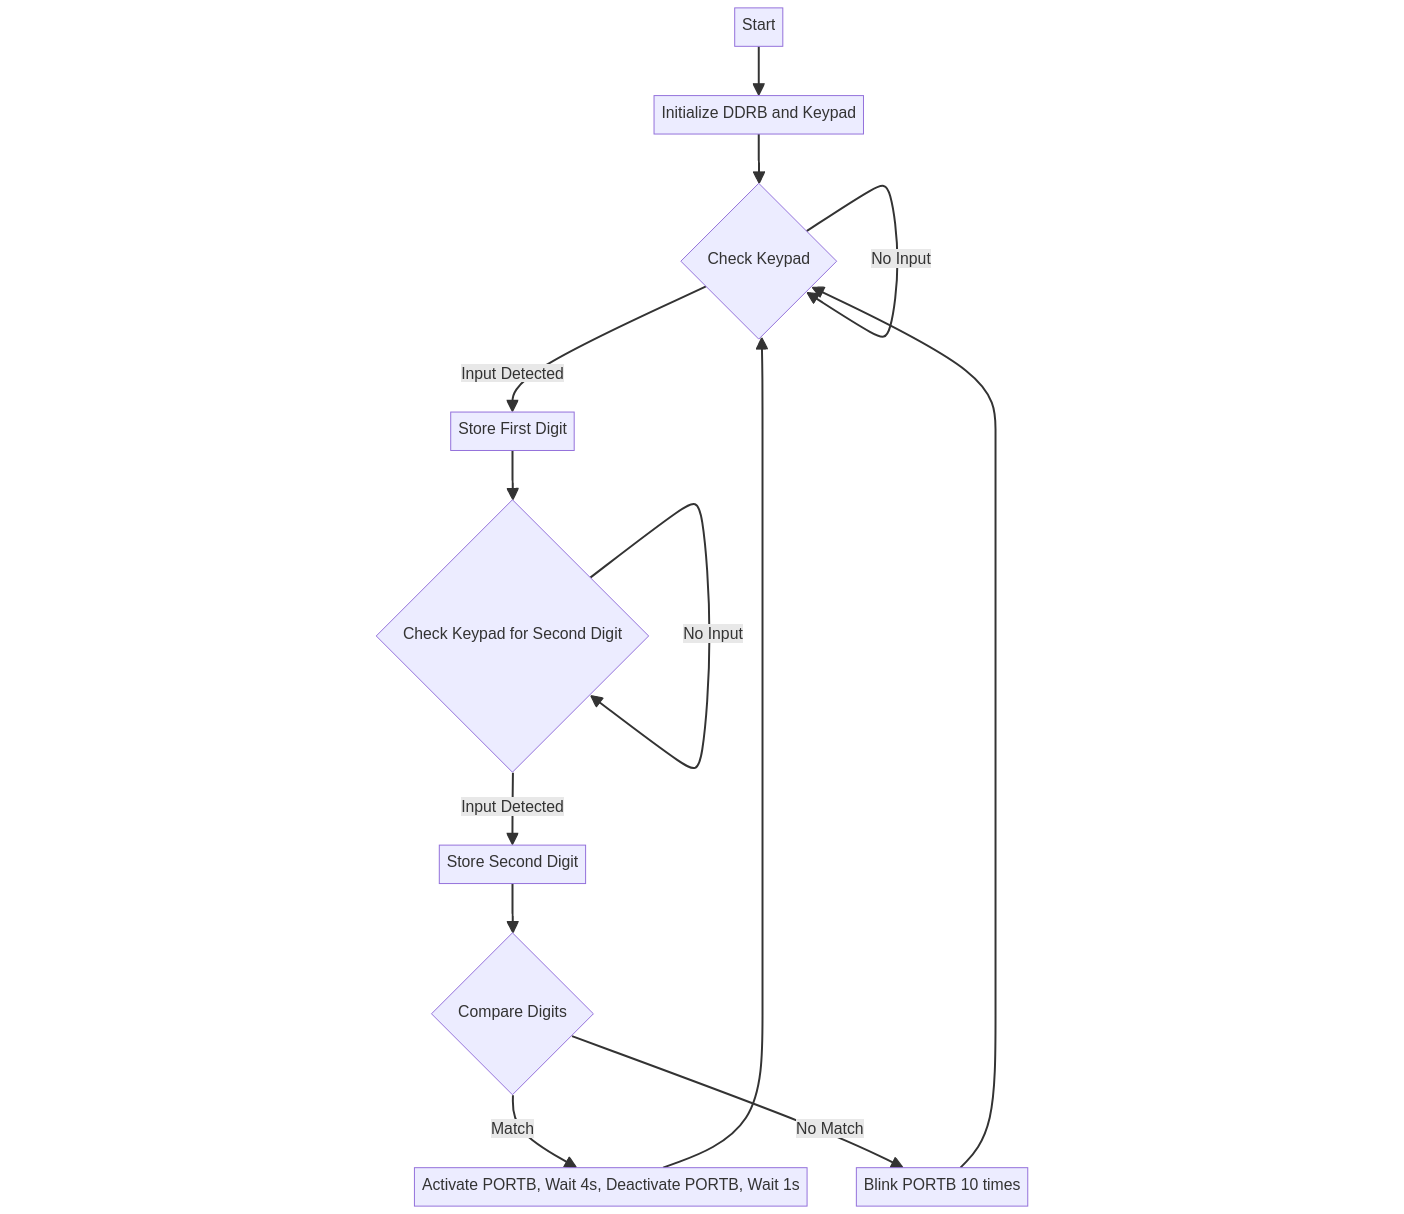 Start
Initialize DDRB and Keypad
Check Keypad
No Input
Input Detected
Store First Digit
Check Keypad for Second Digit
No Input
Input Detected
Store Second Digit
Compare Digits
Match
No Match
Activate PORTB, Wait 4s, Deactivate PORTB, Wait 1s
Blink PORTB 10 times